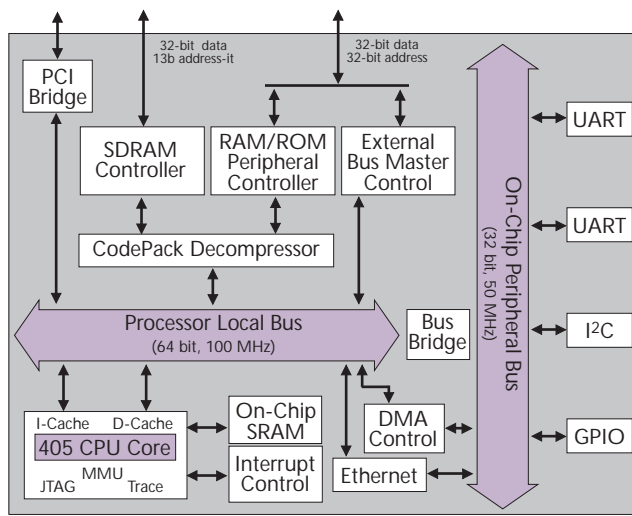 32-bit data
13b address-it
32-bit data
32-bit address
PCI
Bridge
SDRAM
Controller
RAM/ROM
Peripheral
Controller
External
Bus Master
Control
UART
CodePack Decompressor
UART
On-Chip Peripheral Bus
(32 bit, 50 MHz)
Processor Local Bus
(64 bit, 100 MHz)
Bus
Bridge
I²C
I-Cache D-Cache
405 CPU Core
MMU
JTAG Trace
On-Chip
SRAM
Interrupt
Control
DMA
Control
Ethernet
GPIO